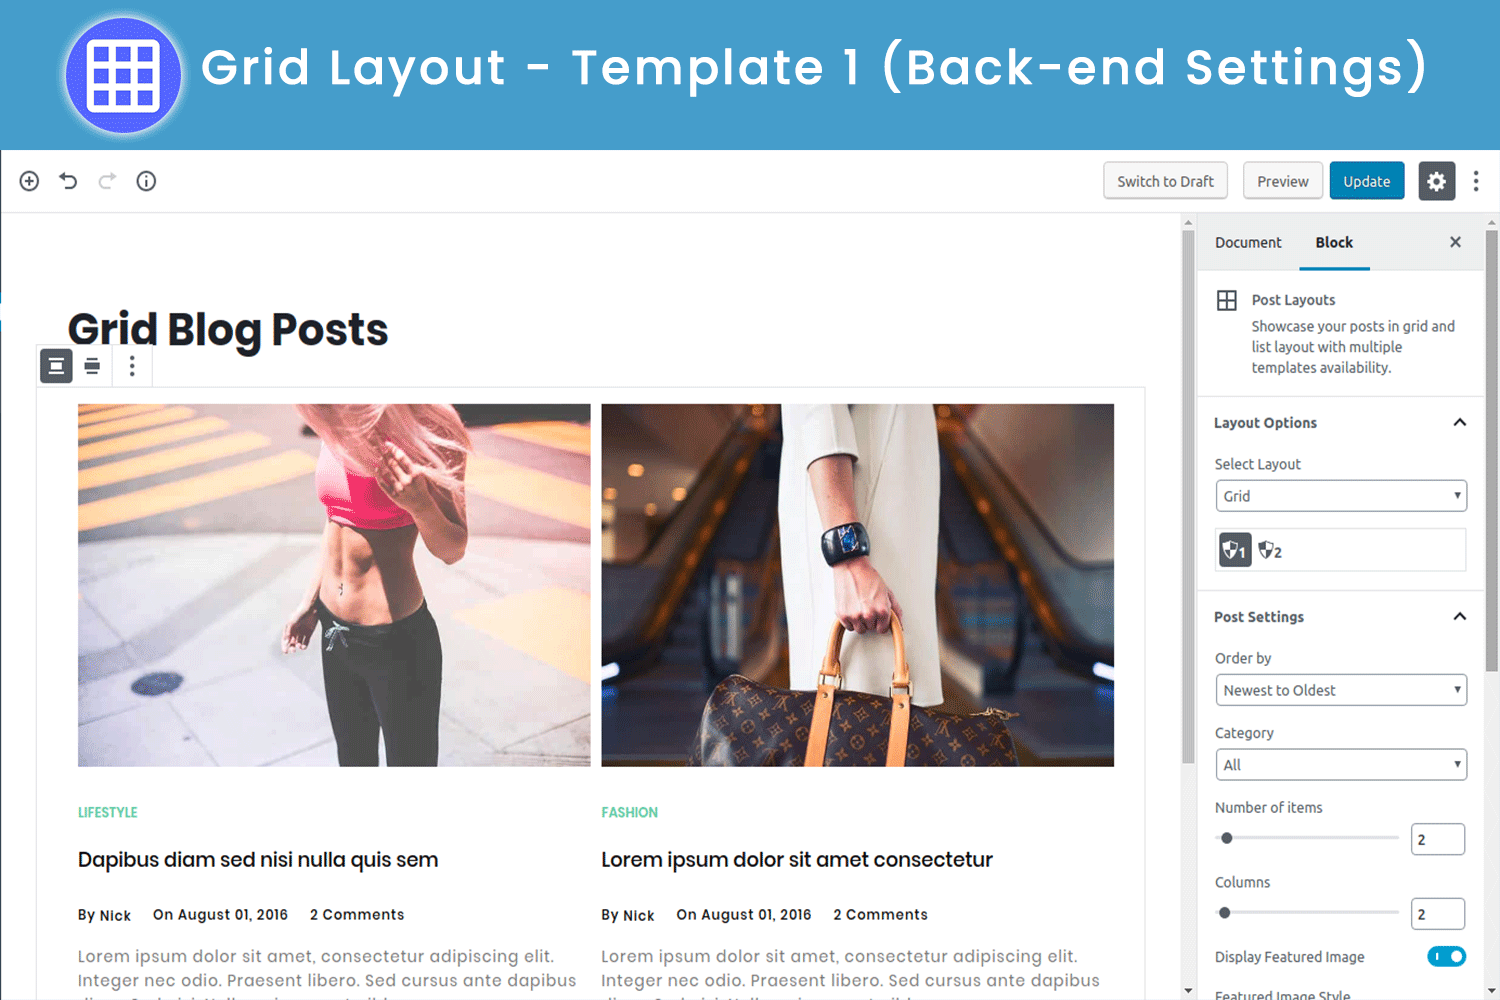 Grid Layout - Template 1 (Back-end Settings)
Switch to Draft
Preview
Update
Document
Block
Grid Blog Posts
Post Layouts
Showcase your posts in grid and
list layout with multiple
templates availability.
Layout Options
Select Layout
Grid
1
2
Post Settings
Order by
Newest to Oldest
Category
All
Number of items
2
Columns
2
Display Featured Image
Featured Image Style
LIFESTYLE
Dapibus diam sed nisi nulla quis sem
By Nick On August 01, 2016 2 Comments
Lorem ipsum dolor sit amet, consectetur adipiscing elit.
Integer nec odio. Praesent libero. Sed cursus ante dapibus
FASHION
Lorem ipsum dolor sit amet consectetur
By Nick On August 01, 2016 2 Comments
Lorem ipsum dolor sit amet, consectetur adipiscing elit.
Integer nec odio. Praesent libero. Sed cursus ante dapibus